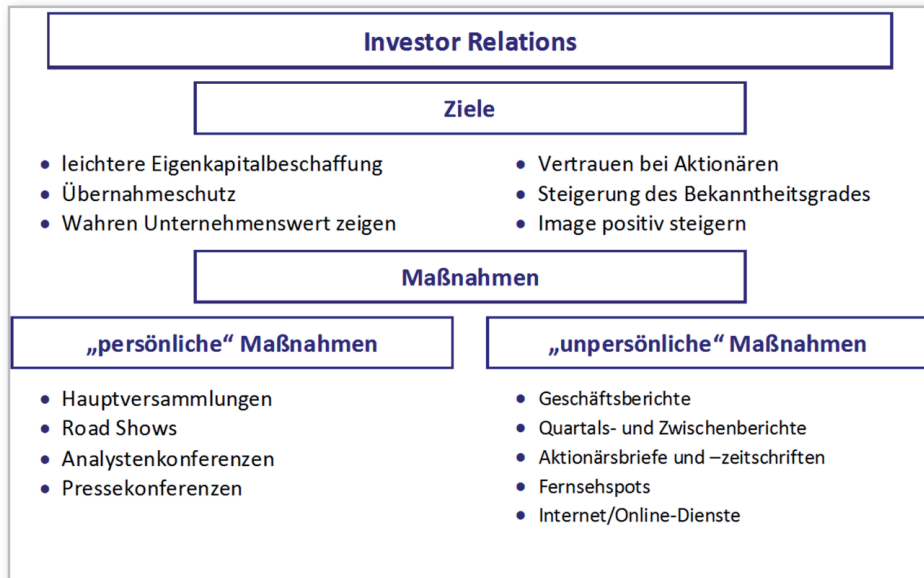 Investor Relations
Ziele
• leichtere Eigenkapitalbeschaffung
• Übernahmeschutz
• Wahren Unternehmenswert zeigen
• Vertrauen bei Aktionären
• Steigerung des Bekanntheitsgrades
• Image positiv steigern
Maßnahmen
„persönliche“ Maßnahmen
• Hauptversammlungen
• Road Shows
• Analystenkonferenzen
• Pressekonferenzen
„unpersönliche“ Maßnahmen
• Geschäftsberichte
• Quartals- und Zwischenberichte
• Aktionärsbriefe und –zeitschriften
• Fernsehspots
• Internet/Online-Dienste